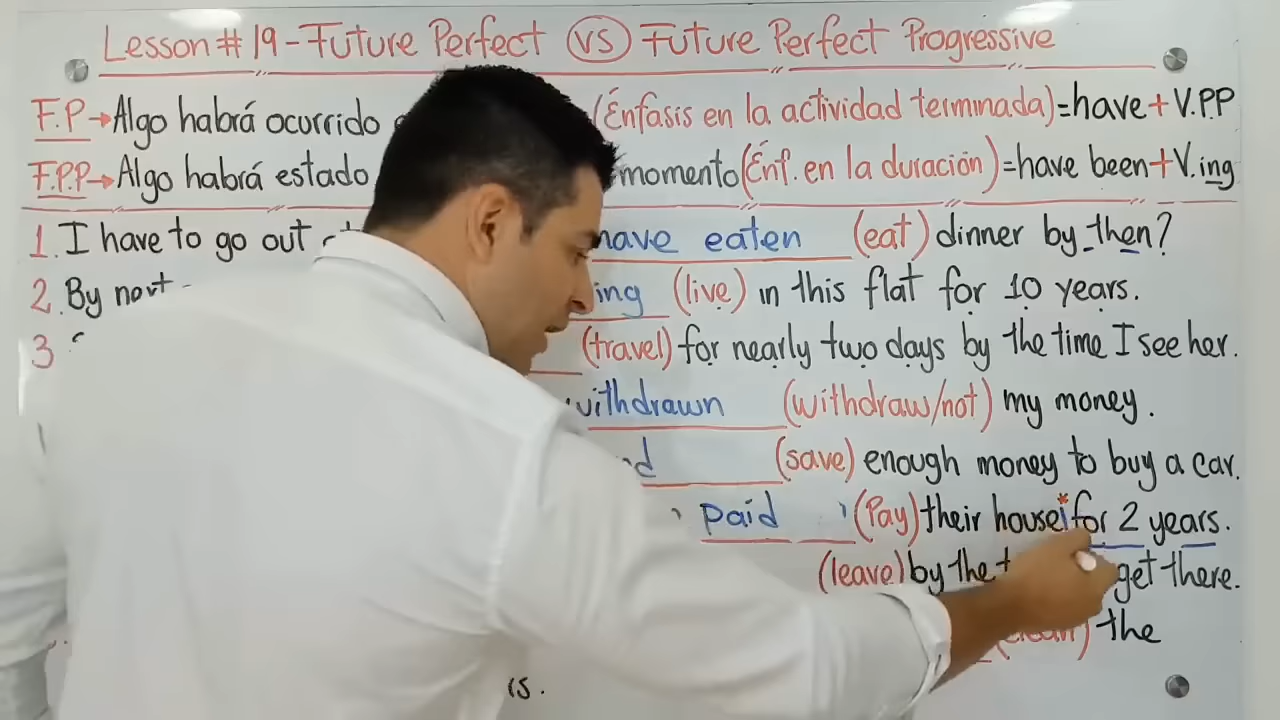 Lesson # 19 - Future Perfect VS Future Perfect Progressive
F.P → Algo habrá ocurrido (Énfasis en la actividad terminada) = have + V.PP
F.P.P → Algo habrá estado momento (Énf. en la duración) = have been + V.ing
1. I have to go out have eaten (eat) dinner by then?
2. By next ing (live) in this flat for 10 years.
3 (travel) for nearly two days by the time I see her.
withdrawn (withdraw/not) my money.
(save) enough money to buy a car.
paid (Pay) their house for 2 years.
(leave) by the get there.
(clean) the